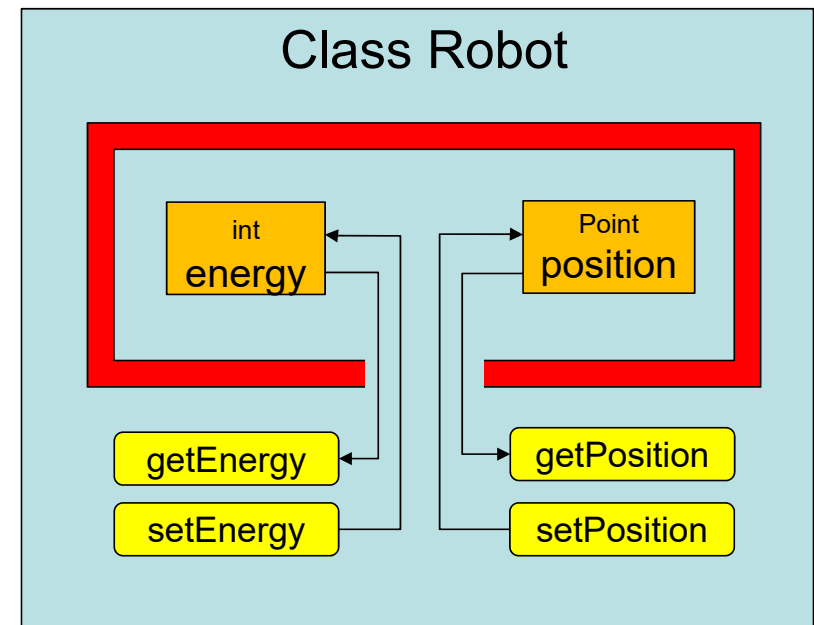 Class Robot
int
energy
Point
position
getEnergy
setEnergy
getPosition
setPosition